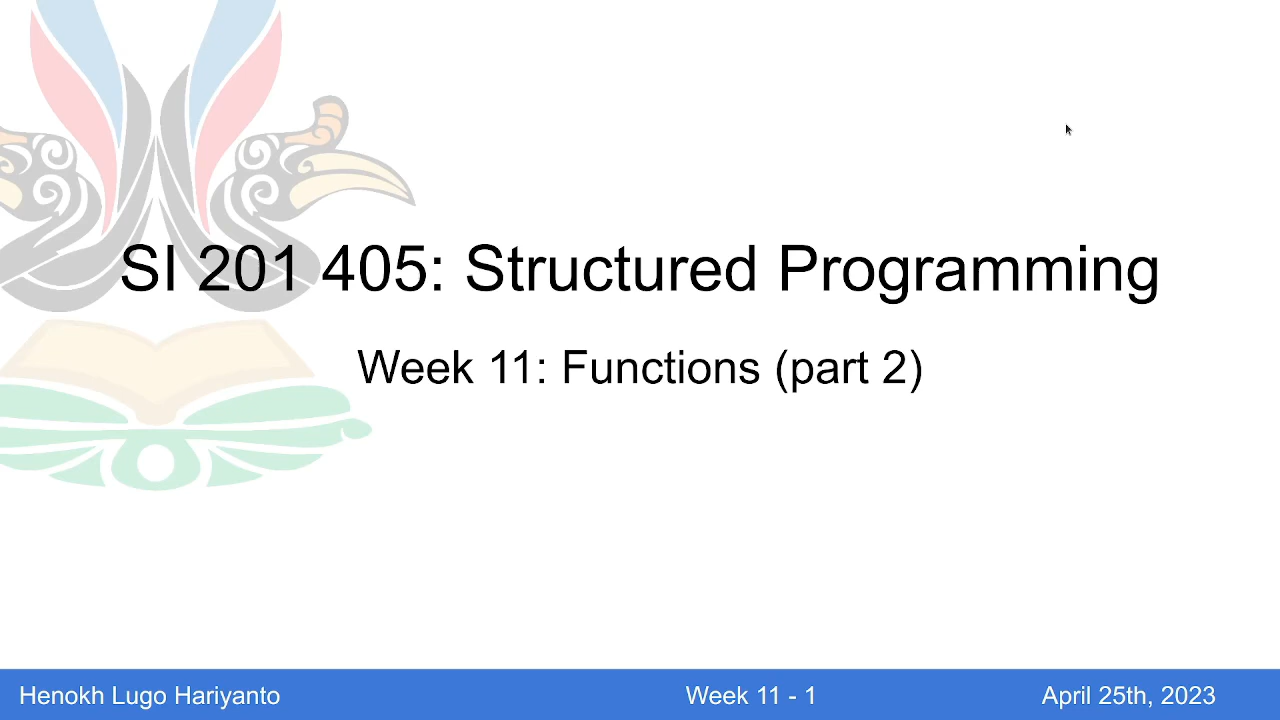 SI 201 405: Structured Programming
Week 11: Functions (part 2)
Henokh Lugo Hariyanto
Week 11 - 1
April 25th, 2023